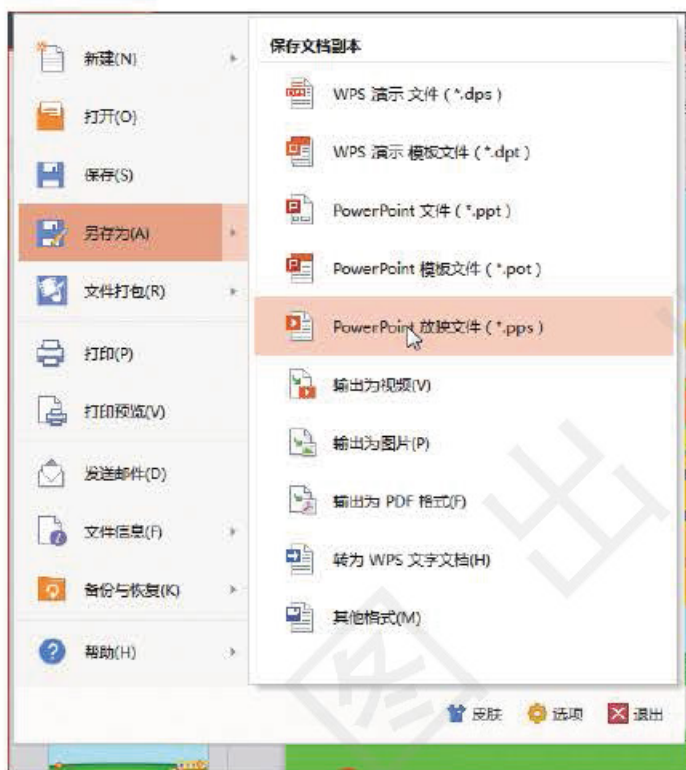 新建(N)
打开(O)
保存(S)
另存为(A)
文件打包(R)
打印(P)
打印预览(V)
发送邮件(D)
文件信息(F)
备份与恢复(K)
帮助(H)
保存文档副本
WPS 演示 文件 ( *.dps )
WPS 演示 模板文件 ( *.dpt )
PowerPoint 文件 ( *.ppt )
PowerPoint 模板文件 ( *.pot )
PowerPoint 放映文件 ( *.pps )
输出为视频(V)
输出为图片(P)
输出为 PDF 格式(F)
转为 WPS 文字文档(H)
其他格式(M)
皮肤 选项 退出
图 出